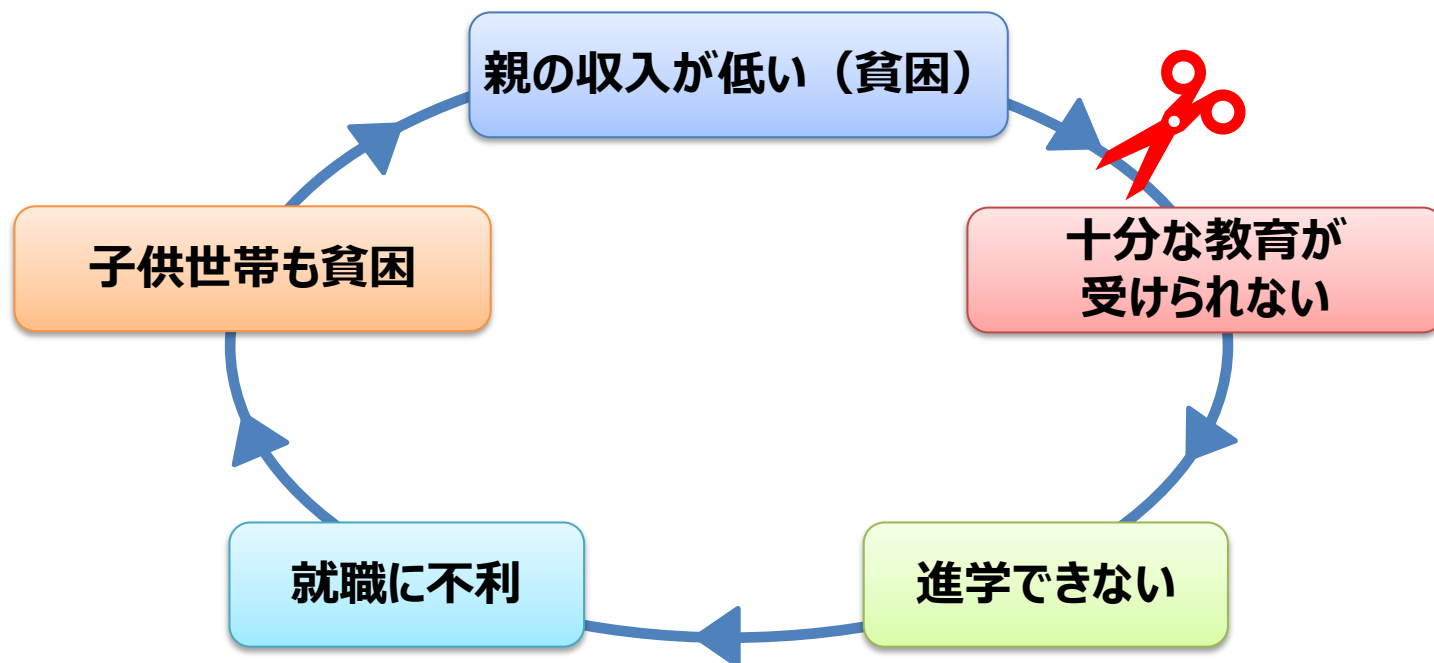 親の収入が低い（貧困）
十分な教育が
受けられない
進学できない
就職に不利
子供世帯も貧困